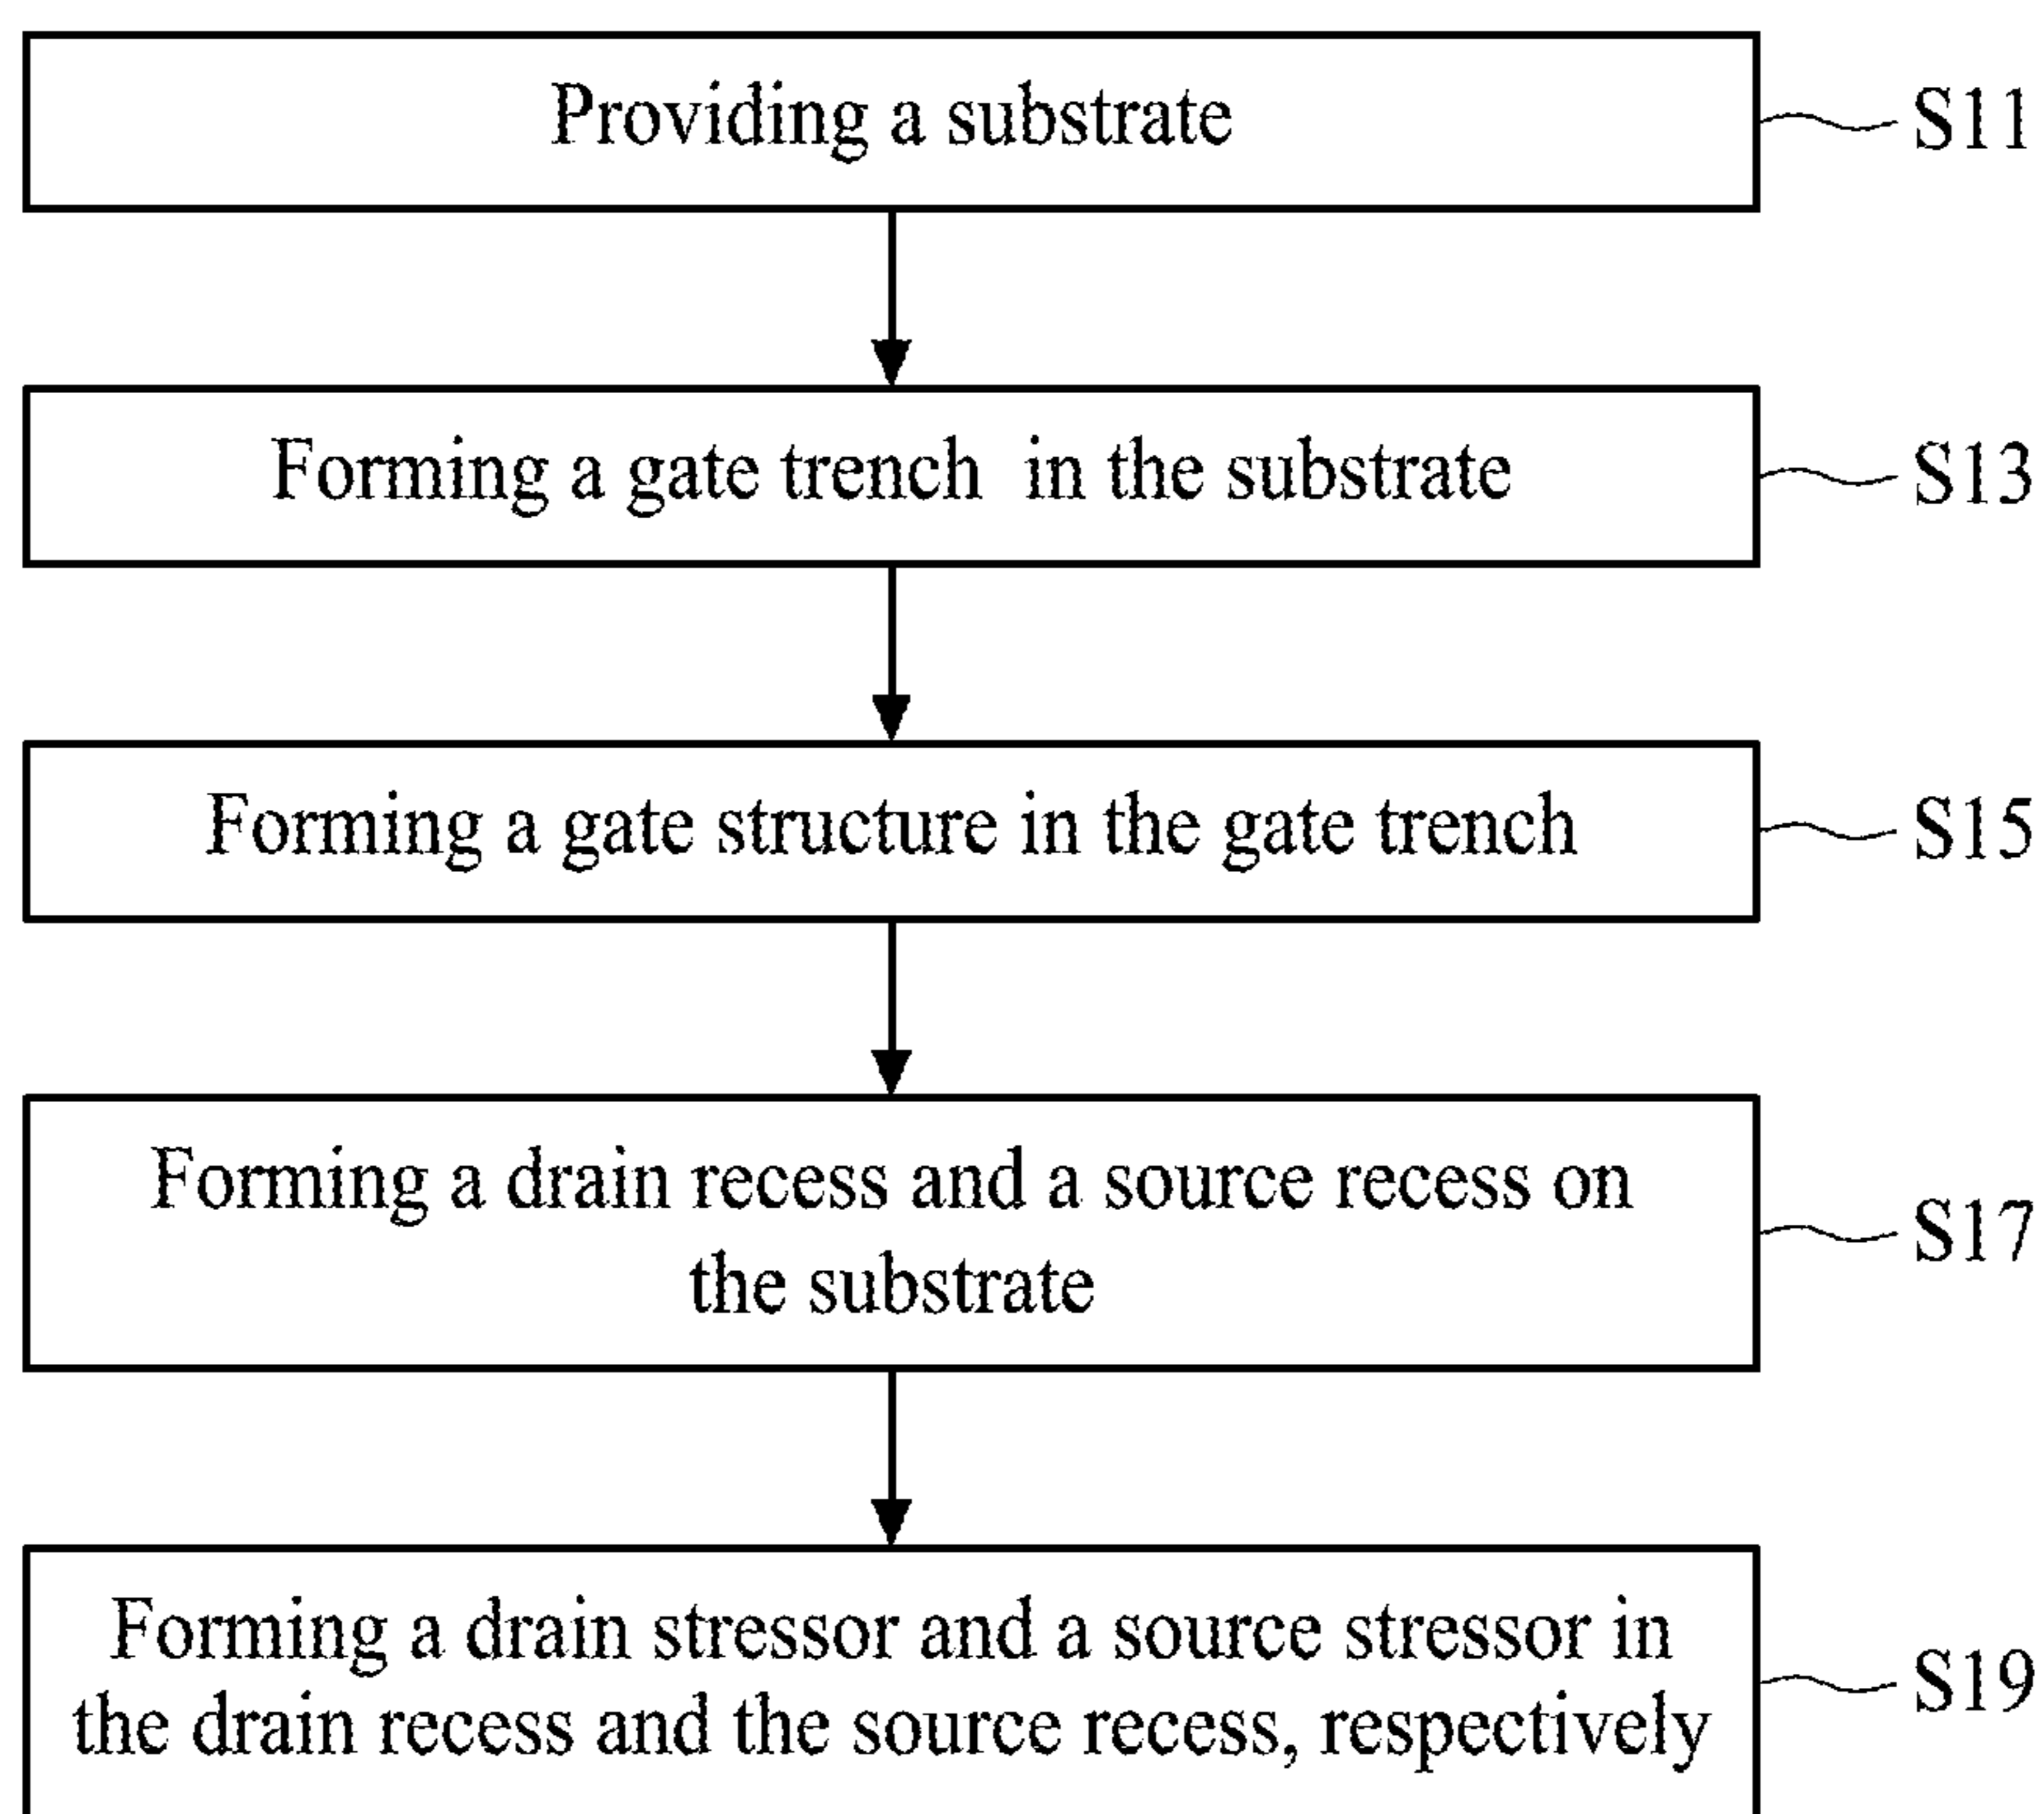 Providing a substrate
S11
Forming a gate trench in the substrate
S13
Forming a gate structure in the gate trench
S15
Forming a drain recess and a source recess on
the substrate
S17
Forming a drain stressor and a source stressor in
the drain recess and the source recess, respectively
S19